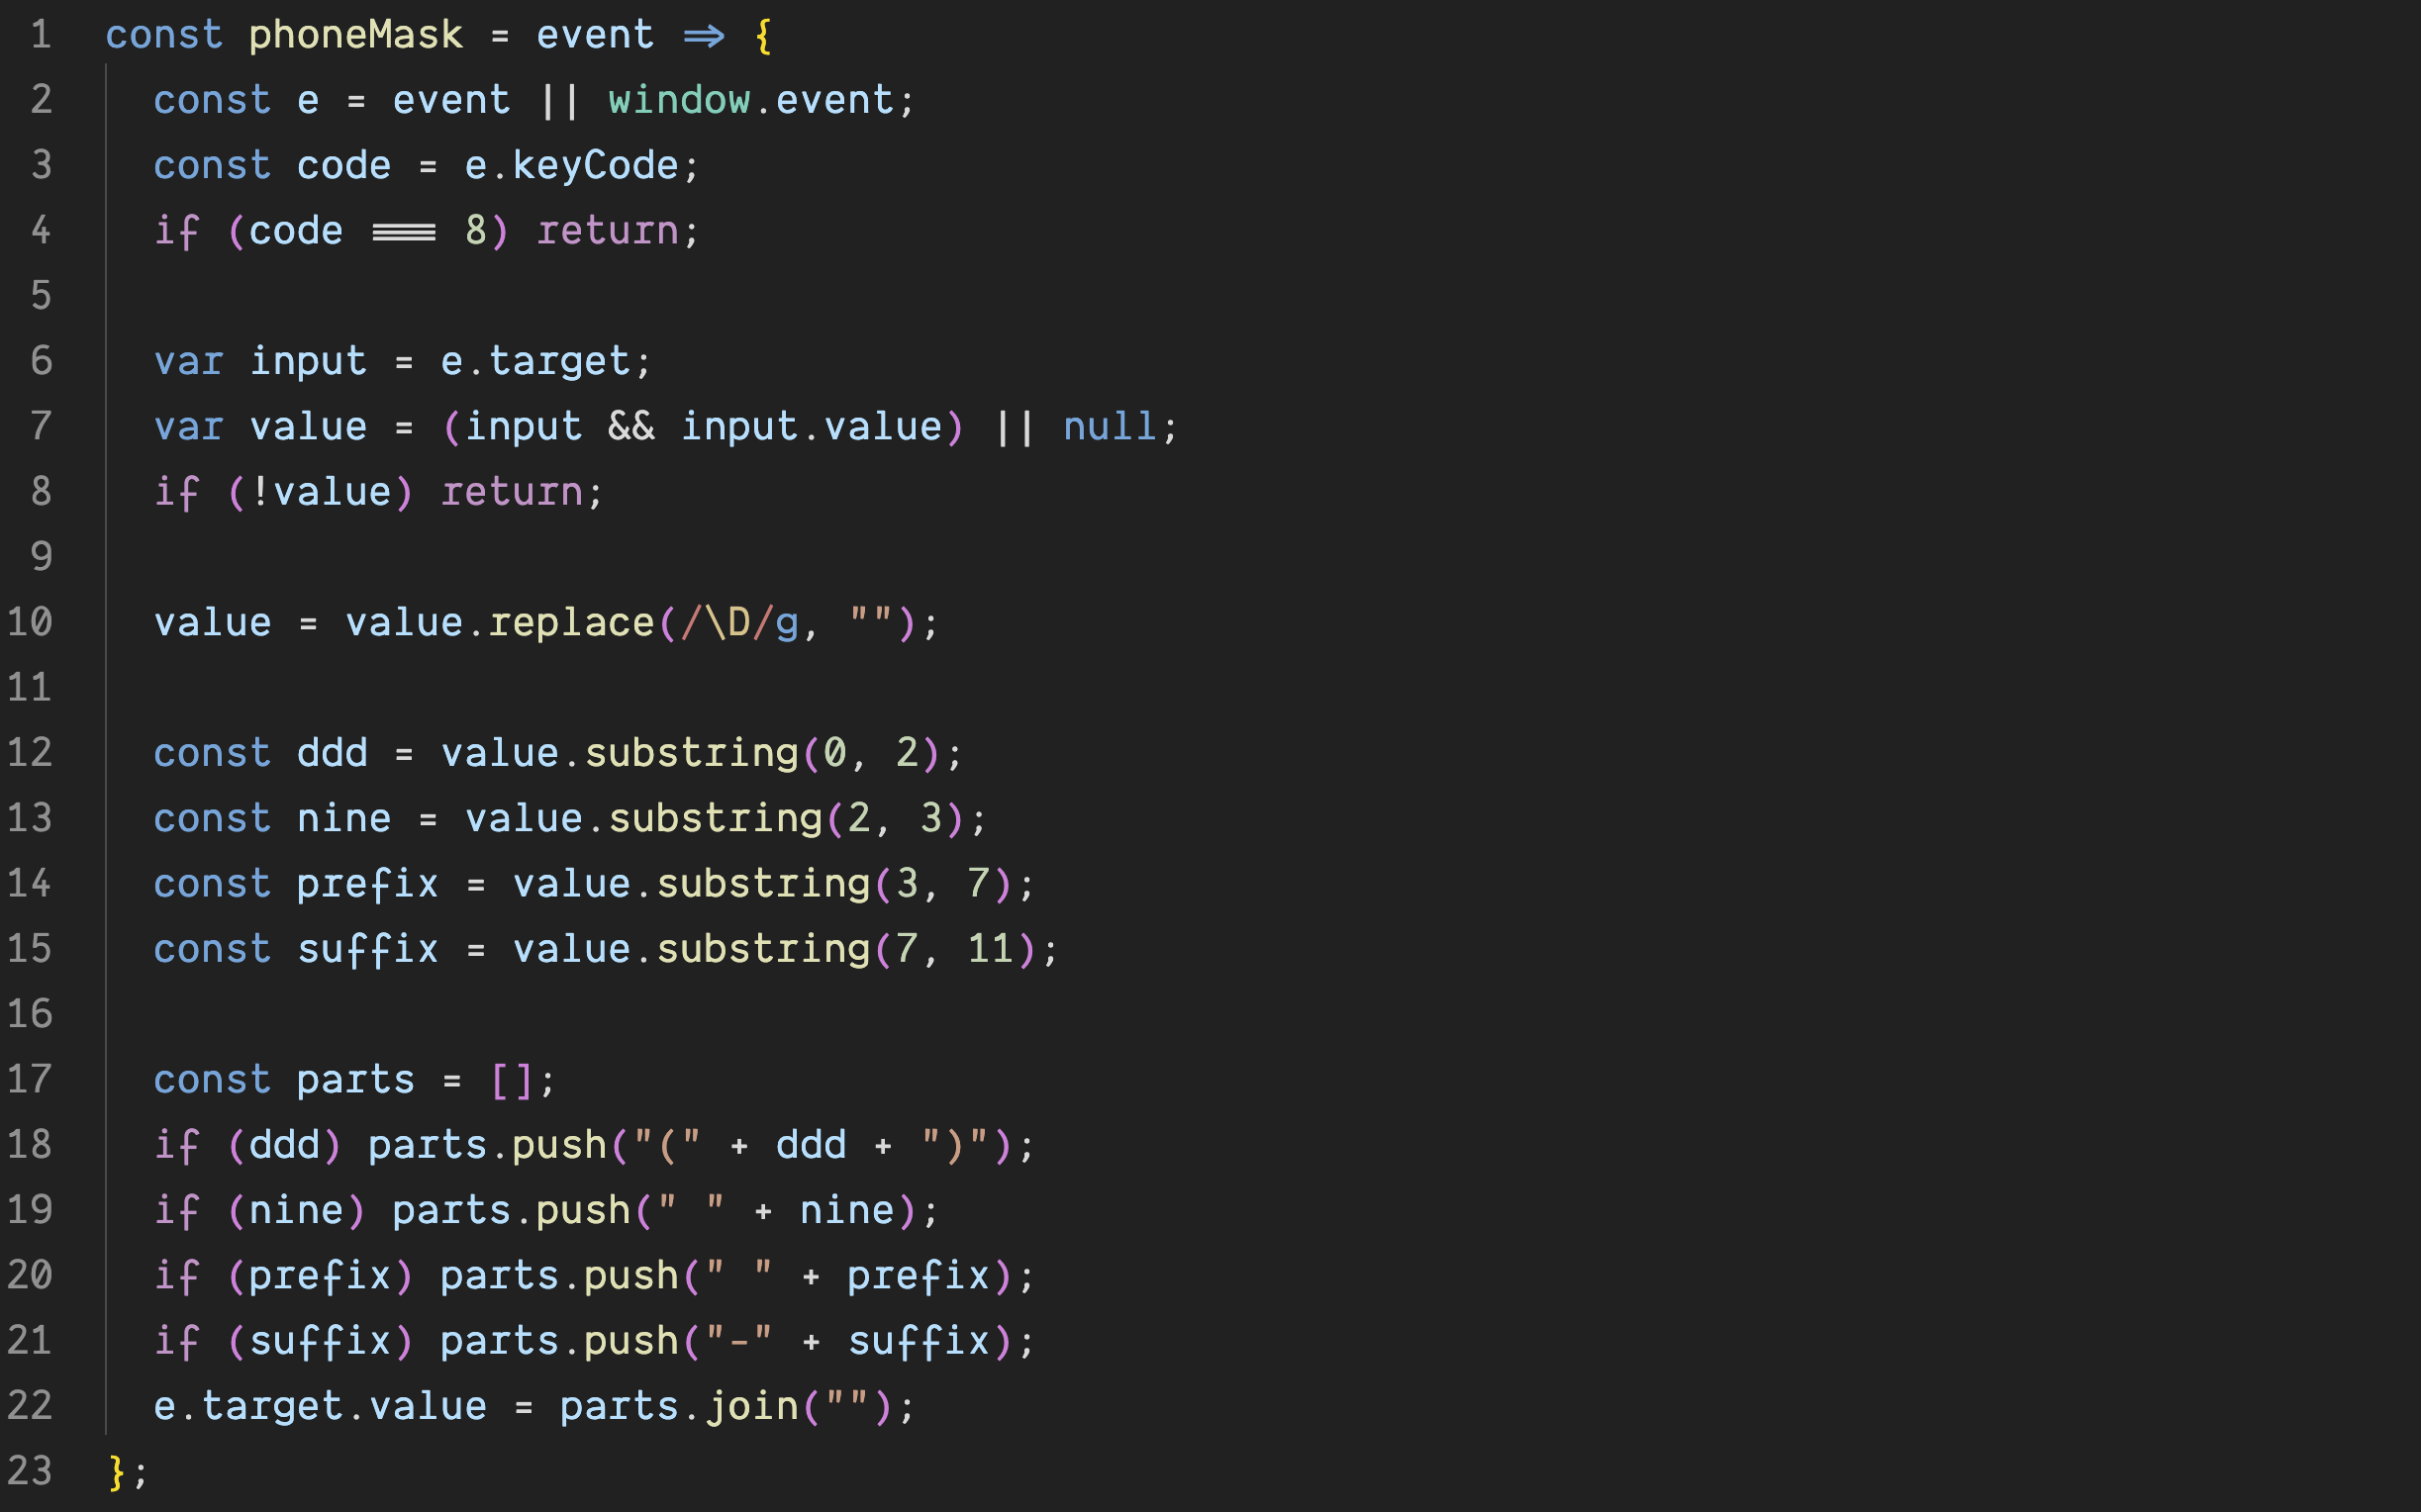 1 const phoneMask = event => {
2 const e = event || window.event;
3 const code = e.keyCode;
4 if (code === 8) return;
5
6 var input = e.target;
7 var value = (input && input.value) || null;
8 if (!value) return;
9
10 value = value.replace(/\D/g, "");
11
12 const ddd = value.substring(0, 2);
13 const nine = value.substring(2, 3);
14 const prefix = value.substring(3, 7);
15 const suffix = value.substring(7, 11);
16
17 const parts = [];
18 if (ddd) parts.push("(" + ddd + ")");
19 if (nine) parts.push(" " + nine);
20 if (prefix) parts.push(" " + prefix);
21 if (suffix) parts.push("-" + suffix);
22 e.target.value = parts.join("");
23 };